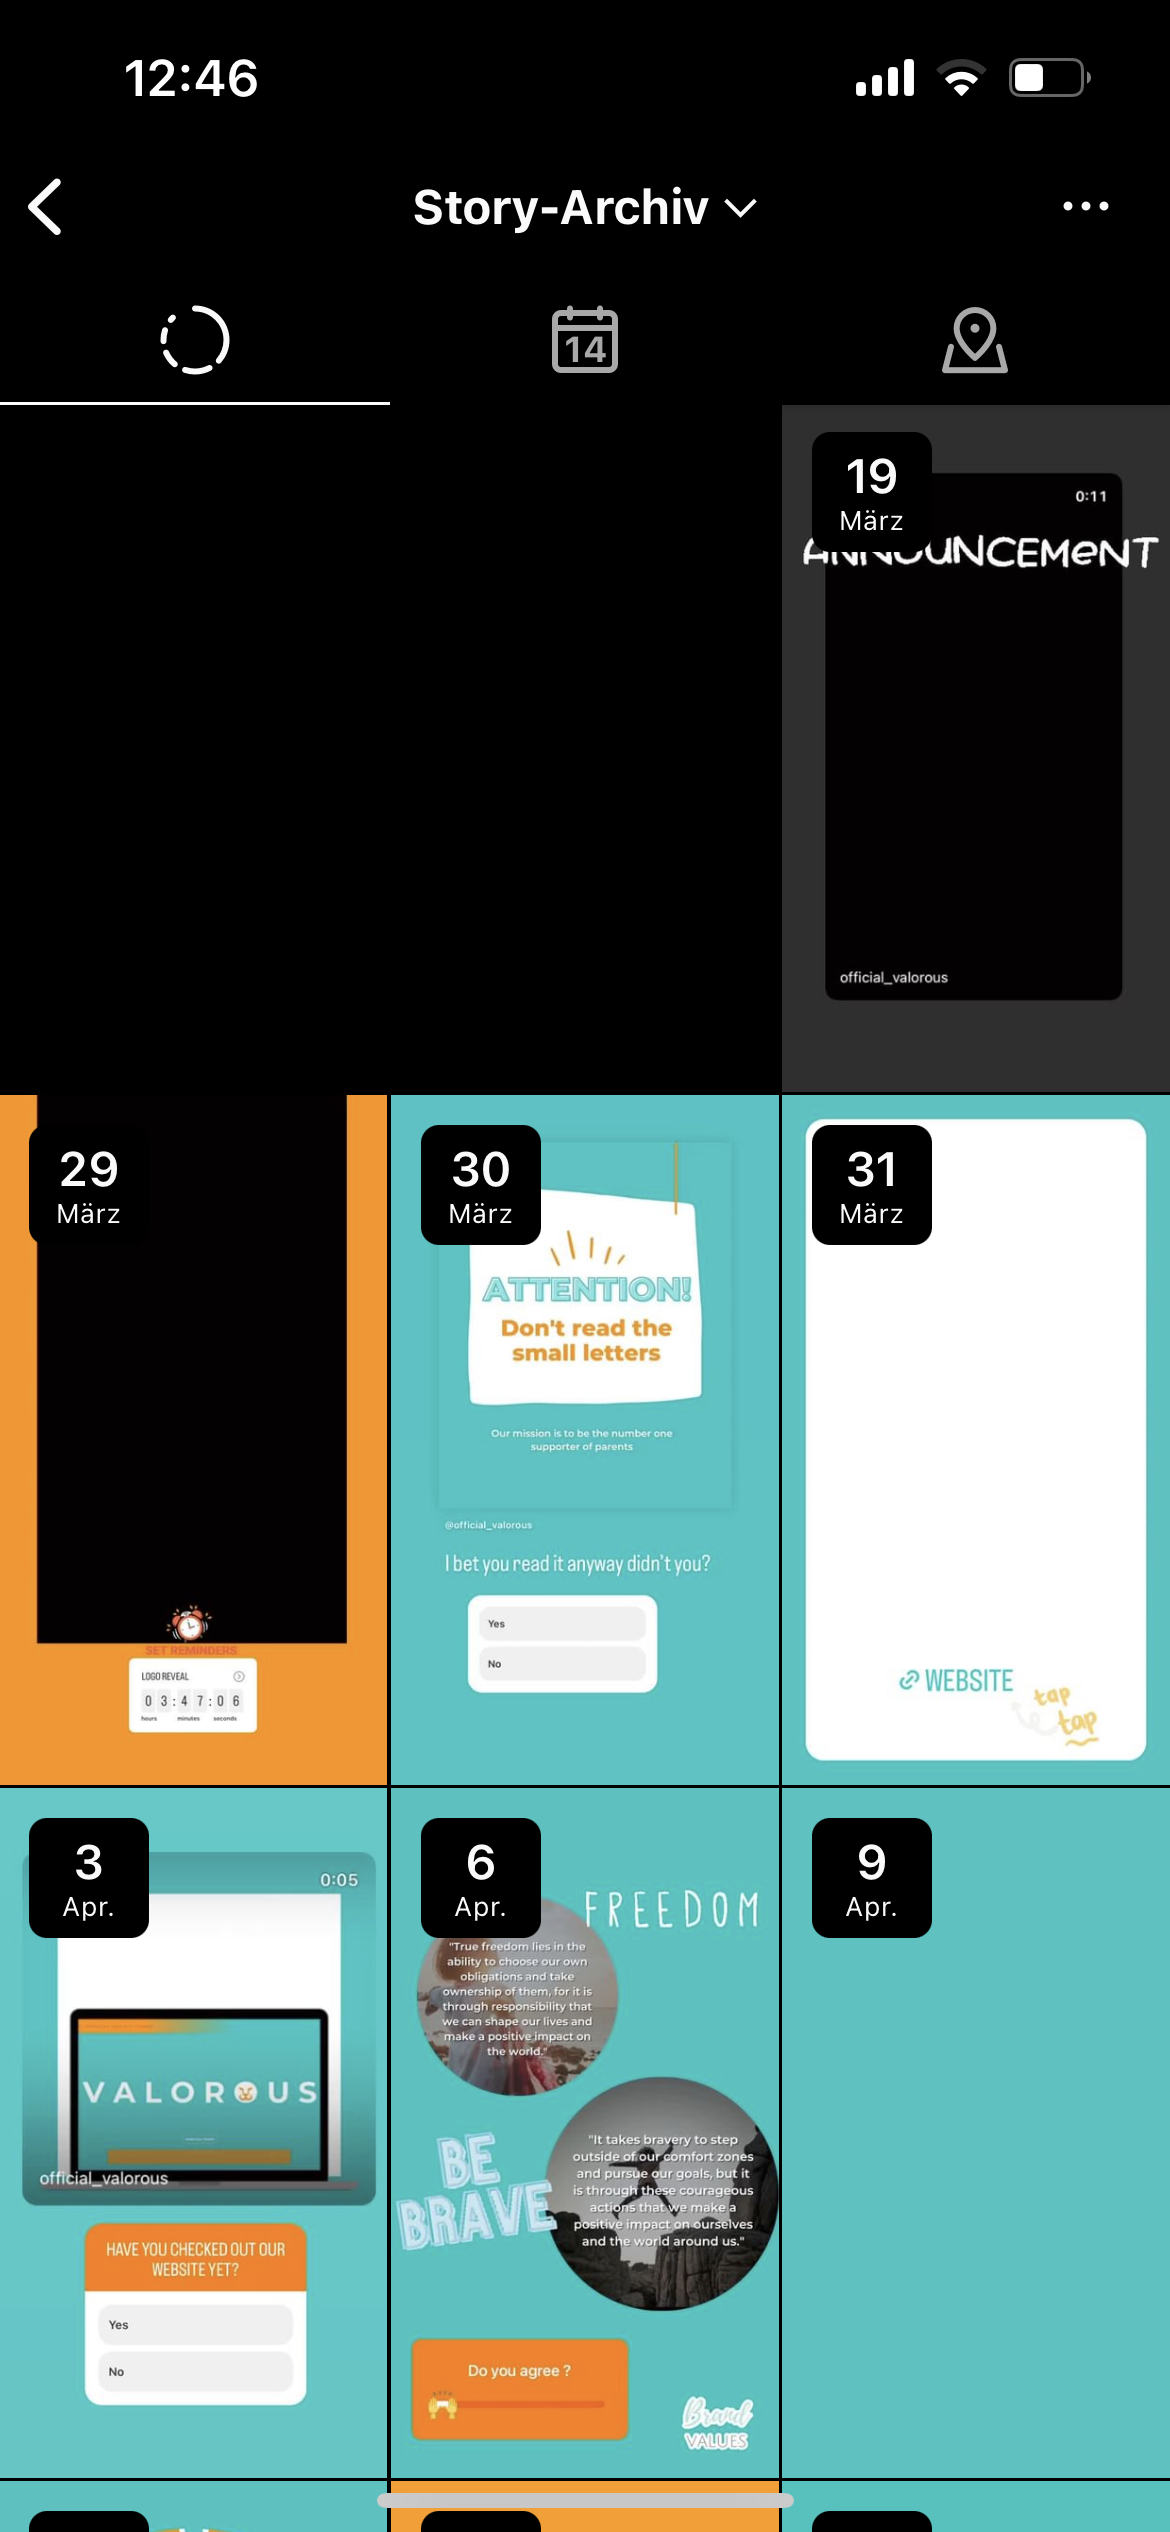 12:46
Story-Archiv
14
19
März
0:11
ANNOUNCEMENT
official_valorous
29
März
SET REMINDERS
LOGO REVEAL
03:47:06
hours minutes seconds
30
März
ATTENTION!
Don't read the
small letters
Our mission is to be the number one
supporter of parents
@official_valorous
I bet you read it anyway didn't you?
Yes
No
31
März
WEBSITE
tap
tap
3
Apr.
0:05
VALOROUS
official_valorous
HAVE YOU CHECKED OUT OUR
WEBSITE YET?
Yes
No
6
Apr.
FREEDOM
"True freedom lies in the
ability to choose our own
obligations and take
ownership of them, for it is
through responsibility that
we can shape our lives and
make a positive impact on
the world."
BE
BRAVE
"It takes bravery to step
outside of our comfort zones
and pursue our goals, but it
is through these courageous
actions that we make a
positive impact on ourselves
and the world around us."
Do you agree ?
Brand
VALUES
9
Apr.